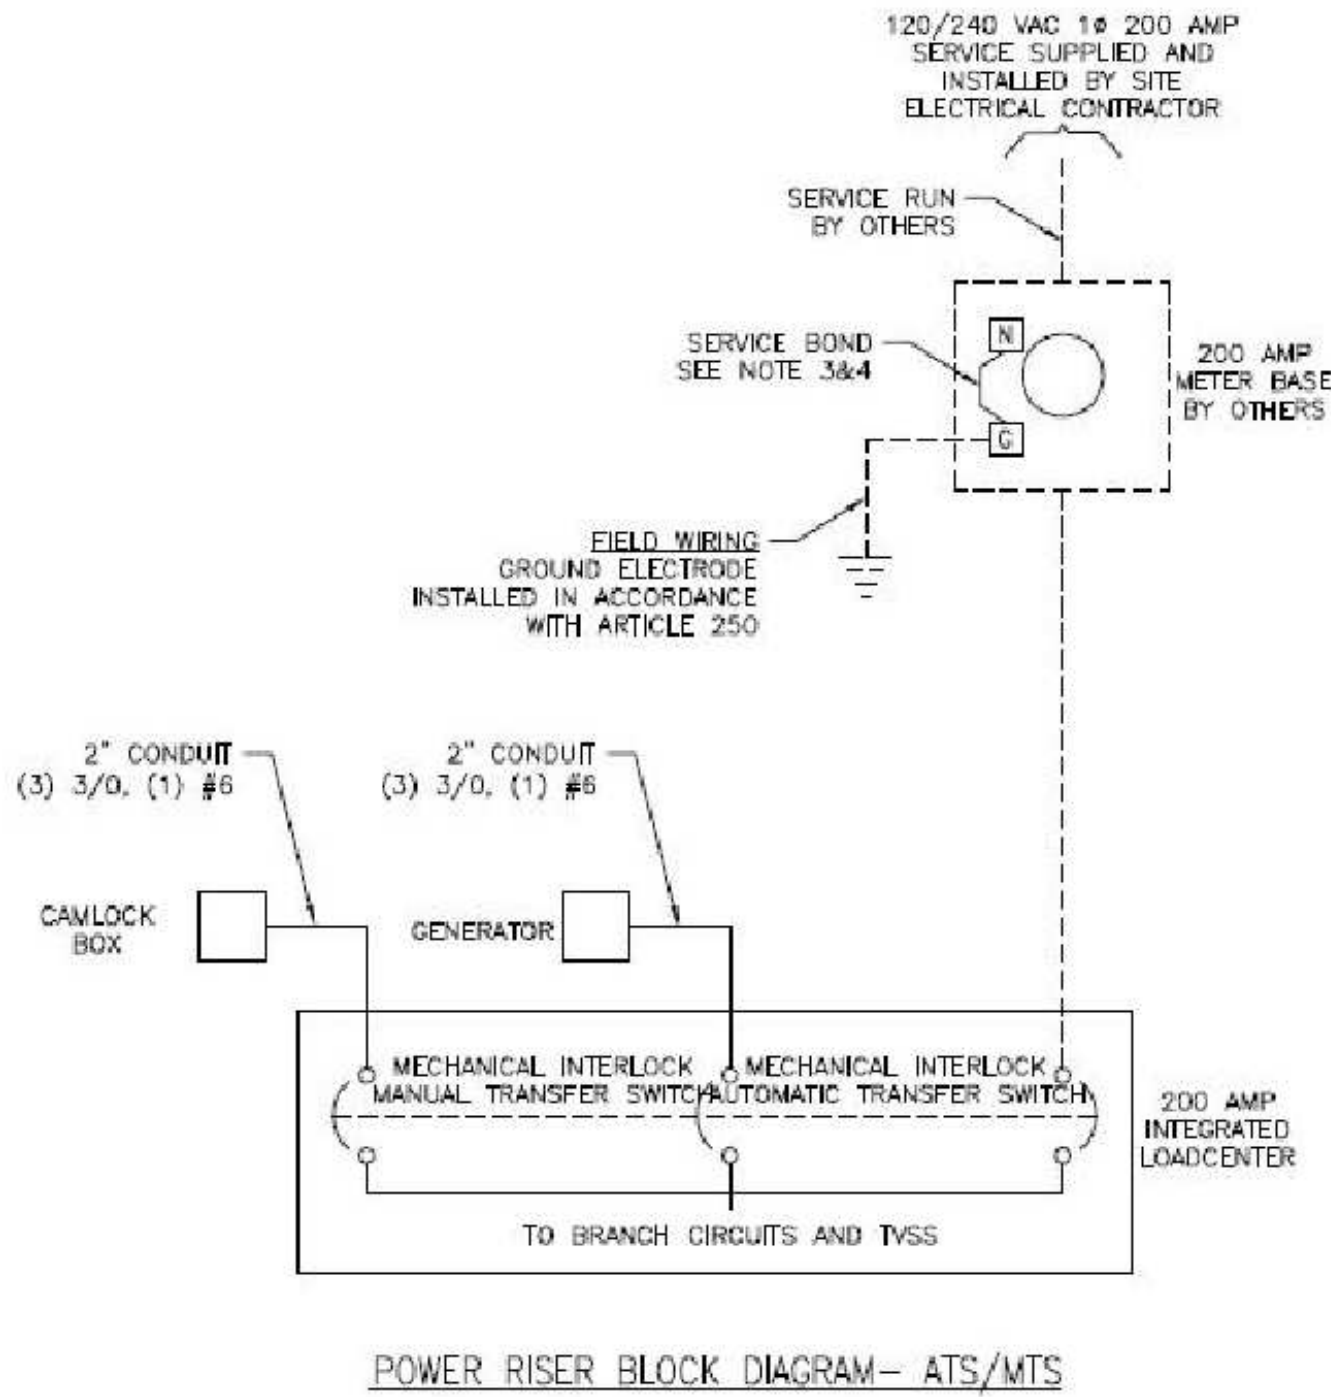 120/240 VAC 1ø 200 AMP
SERVICE SUPPLIED AND
INSTALLED BY SITE
ELECTRICAL CONTRACTOR
SERVICE RUN
BY OTHERS
N
SERVICE BOND
SEE NOTE 3&4
200 AMP
METER BASE
BY OTHERS
G
FIELD WIRING
GROUND ELECTRODE
INSTALLED IN ACCORDANCE
WITH ARTICLE 250
2" CONDUIT
(3) 3/0, (1) #6
2" CONDUIT
(3) 3/0, (1) #6
CAMLOCK
BOX
GENERATOR
MECHANICAL INTERLOCK
MANUAL TRANSFER SWITCH
MECHANICAL INTERLOCK
AUTOMATIC TRANSFER SWITCH
200 AMP
INTEGRATED
LOADCENTER
TO BRANCH CIRCUITS AND TVSS
POWER RISER BLOCK DIAGRAM– ATS/MTS